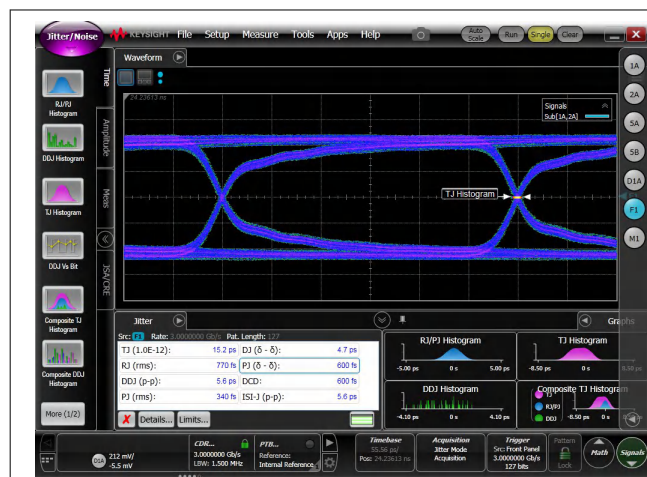 Jitter/Noise
KEYSIGHT File Setup Measure Tools Apps Help
Auto Scale Run Single Clear
Waveform
Time
Amplitude
Meas
JSA/CRE
RJ/PJ
Histogram
DDJ Histogram
TJ Histogram
DDJ Vs Bit
Composite TJ
Histogram
Composite DDJ
Histogram
More (1/2)
24.23613 ns
Signals
Sub[1A,2A]
TJ Histogram
1A
2A
5A
5B
D1A
F1
M1
Jitter
Graphs
Src: F1 Rate: 3.0000000 Gb/s Pat. Length: 127
TJ (1.0E-12): 15.2 ps DJ (δ - δ): 4.7 ps
RJ (rms): 770 fs PJ (δ - δ): 600 fs
DDJ (p-p): 5.6 ps DCD: 600 fs
PJ (rms): 340 fs ISI-J (p-p): 5.6 ps
Details... Limits...
RJ/PJ Histogram
-5.00 ps 0 s 5.00 ps
TJ Histogram
-8.50 ps 0 s 8.50 ps
DDJ Histogram
-4.10 ps 0 s 4.10 ps
Composite TJ Histogram
TJ
RJ/PJ
DDJ
-8.50 ps 0 s
D1A 212 mV/
-5.5 mV
CDR...
3.0000000 Gb/s
LBW: 1.500 MHz
PTB...
Reference:
Internal Reference
Timebase
55.56 ps/
Pos: 24.23613 ns
Acquisition
Jitter Mode
Acquisition
Trigger
Src: Front Panel
3.0000000 Gb/s
127 bits
Pattern
Lock
Math
Signals